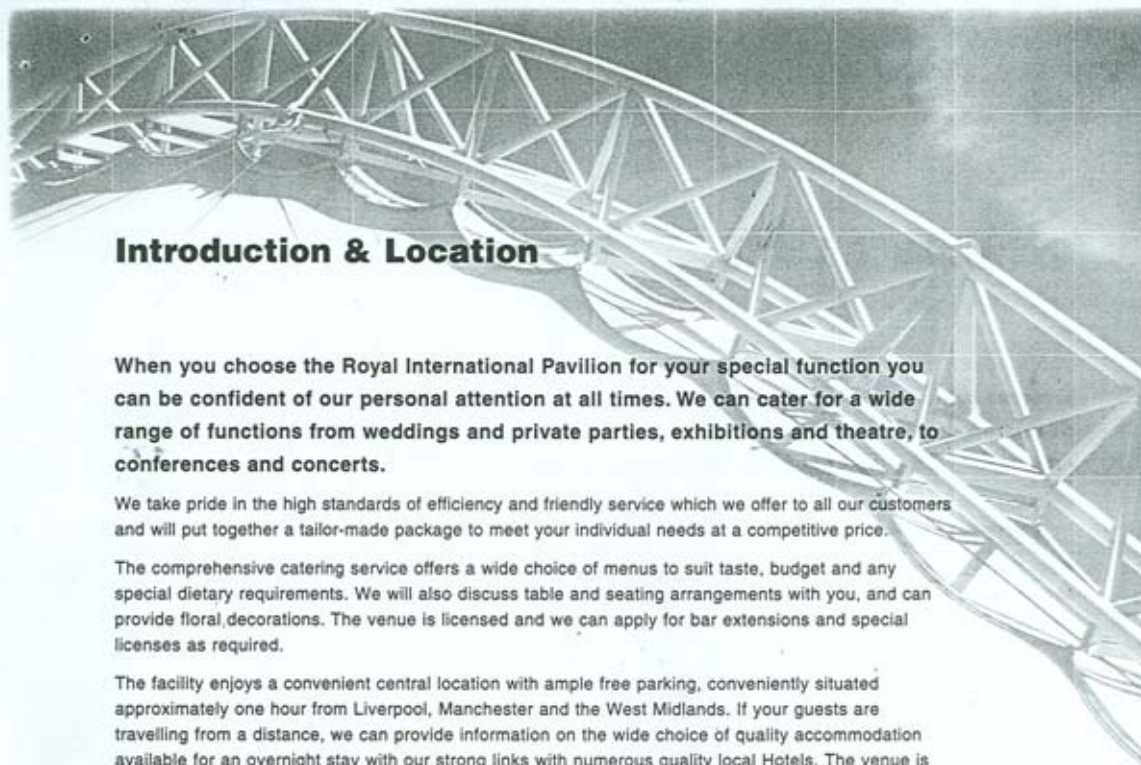 Introduction & Location
When you choose the Royal International Pavilion for your special function you
can be confident of our personal attention at all times. We can cater for a wide
range of functions from weddings and private parties, exhibitions and theatre, to
conferences and concerts.
We take pride in the high standards of efficiency and friendly service which we offer to all our customers
and will put together a tailor-made package to meet your individual needs at a competitive price.
The comprehensive catering service offers a wide choice of menus to suit taste, budget and any
special dietary requirements. We will also discuss table and seating arrangements with you, and can
provide floral decorations. The venue is licensed and we can apply for bar extensions and special
licenses as required.
The facility enjoys a convenient central location with ample free parking, conveniently situated
approximately one hour from Liverpool, Manchester and the West Midlands. If your guests are
travelling from a distance, we can provide information on the wide choice of quality accommodation
available for an overnight stay with our strong links with numerous quality local Hotels. The venue is